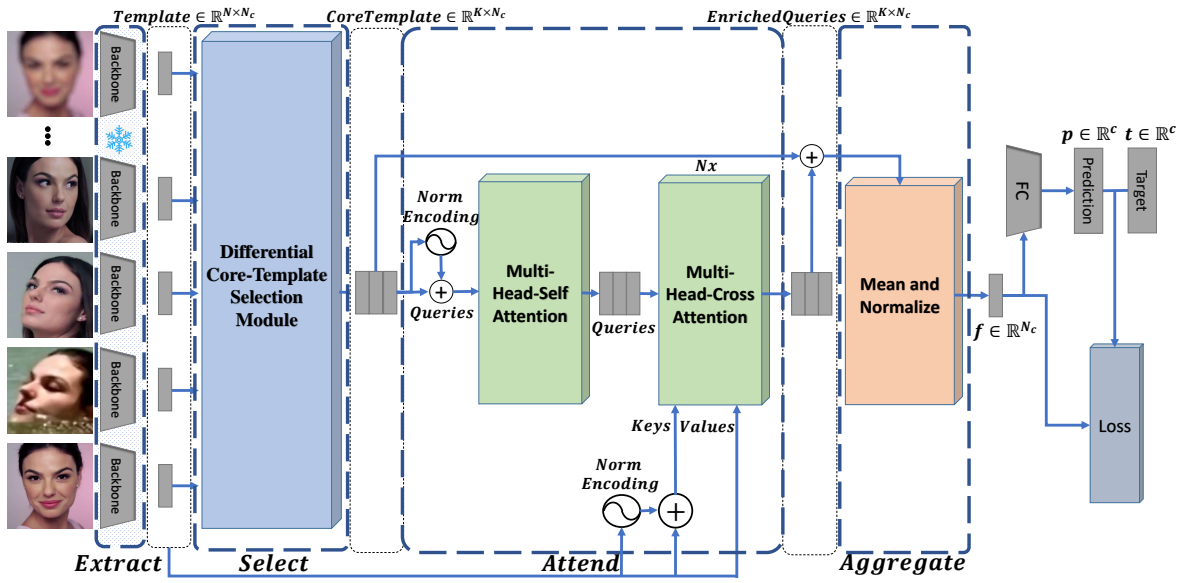 Template ∈ ℝ^{N×N_c}
CoreTemplate ∈ ℝ^{K×N_c}
EnrichedQueries ∈ ℝ^{K×N_c}
Backbone
Backbone
Backbone
Backbone
Backbone
Differential
Core-Template
Selection
Module
Norm
Encoding
Queries
Multi-
Head-Self
Attention
Queries
Nx
Multi-
Head-Cross
Attention
Keys
Values
Norm
Encoding
Mean and
Normalize
f ∈ ℝ^{N_c}
FC
p ∈ ℝ^c
t ∈ ℝ^c
Prediction
Target
Loss
Extract
Select
Attend
Aggregate